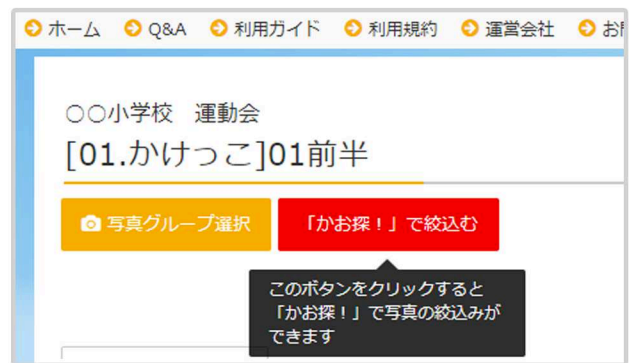 ホーム Q&A 利用ガイド 利用規約 運営会社 お
○○小学校 運動会
[01.かけっこ]01前半
写真グループ選択 「かお探！」で絞込む
このボタンをクリックすると
「かお探！」で写真の絞込みが
できます